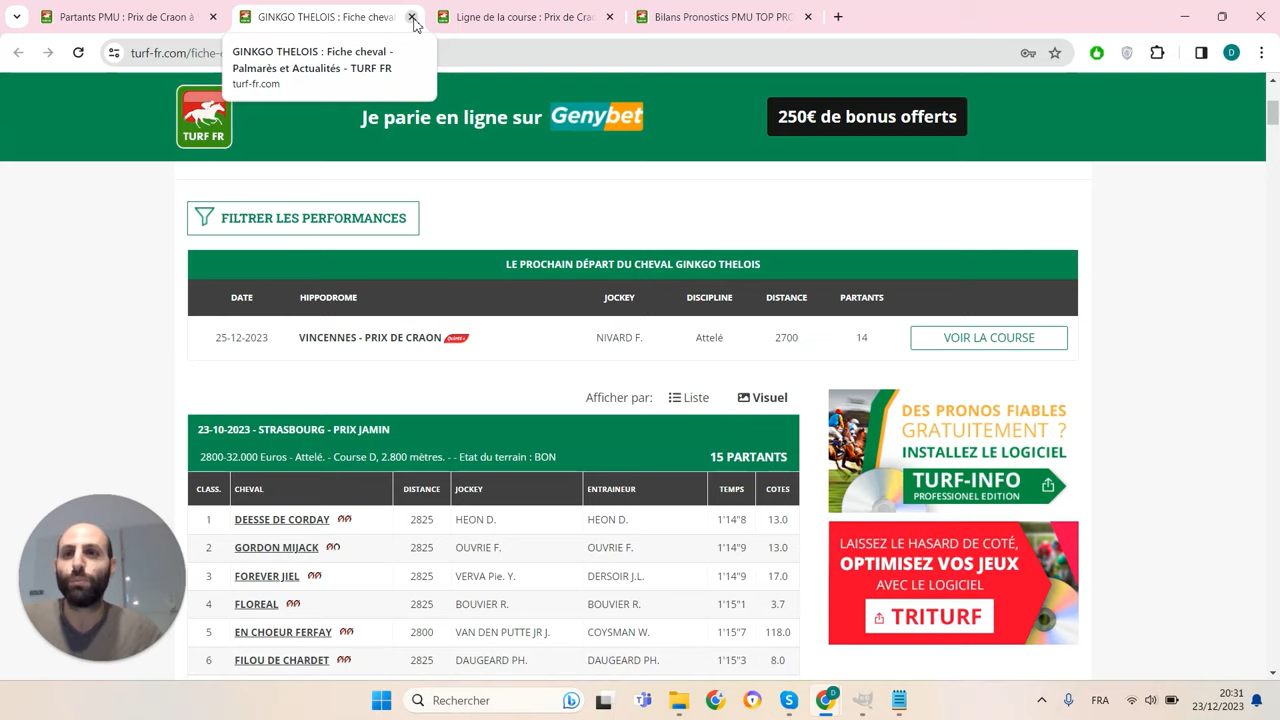 Partants PMU : Prix de Craon à
GINKGO THELOIS : Fiche cheval
Ligne de la course : Prix de Cra
Bilans Pronostics PMU TOP PRO
turf-fr.com/fiche-
D
GINKGO THELOIS : Fiche cheval -
Palmarès et Actualités - TURF FR
turf-fr.com
TURF FR
Je parie en ligne sur Genybet
250€ de bonus offerts
FILTRER LES PERFORMANCES
LE PROCHAIN DÉPART DU CHEVAL GINKGO THELOIS
DATE HIPPODROME JOCKEY DISCIPLINE DISTANCE PARTANTS
25-12-2023 VINCENNES - PRIX DE CRAON Quinté+ NIVARD F. Attelé 2700 14 VOIR LA COURSE
Afficher par: Liste Visuel
23-10-2023 - STRASBOURG - PRIX JAMIN
2800-32.000 Euros - Attelé. - Course D, 2.800 mètres. - - Etat du terrain : BON 15 PARTANTS
CLASS. CHEVAL DISTANCE JOCKEY ENTRAINEUR TEMPS COTES
1 DEESSE DE CORDAY 2825 HEON D. HEON D. 1'14"8 13.0
2 GORDON MIJACK 2825 OUVRIE F. OUVRIE F. 1'14"9 13.0
3 FOREVER JIEL 2825 VERVA Pie. Y. DERSOIR J.L. 1'14"9 17.0
4 FLOREAL 2825 BOUVIER R. BOUVIER R. 1'15"1 3.7
5 EN CHOEUR FERFAY 2800 VAN DEN PUTTE JR J. COYSMAN W. 1'15"7 118.0
6 FILOU DE CHARDET 2825 DAUGEARD PH. DAUGEARD PH. 1'15"3 8.0
DES PRONOS FIABLES
GRATUITEMENT ?
INSTALLEZ LE LOGICIEL
TURF-INFO
PROFESSIONEL EDITION
LAISSEZ LE HASARD DE COTÉ,
OPTIMISEZ VOS JEUX
AVEC LE LOGICIEL
TRITURF
Rechercher
FRA
20:31
23/12/2023